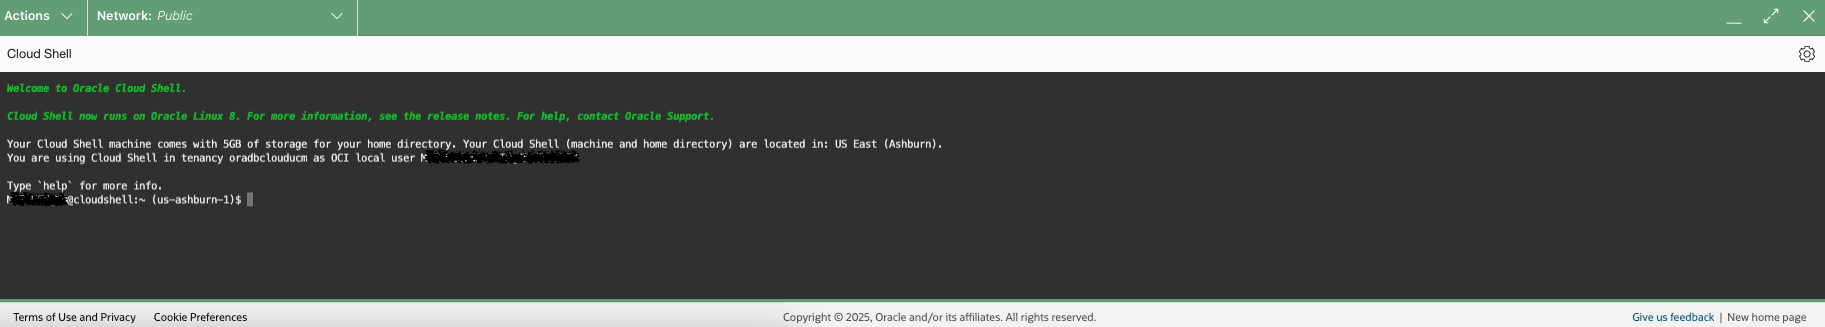 Actions
Network: Public
Cloud Shell
Welcome to Oracle Cloud Shell.
Cloud Shell now runs on Oracle Linux 8. For more information, see the release notes. For help, contact Oracle Support.
Your Cloud Shell machine comes with 5GB of storage for your home directory. Your Cloud Shell (machine and home directory) are located in: US East (Ashburn).
You are using Cloud Shell in tenancy oradbclouducm as OCI local user
Type `help` for more info.
@cloudshell:~ (us-ashburn-1)$
Terms of Use and Privacy Cookie Preferences Copyright © 2025, Oracle and/or its affiliates. All rights reserved. Give us feedback | New home page